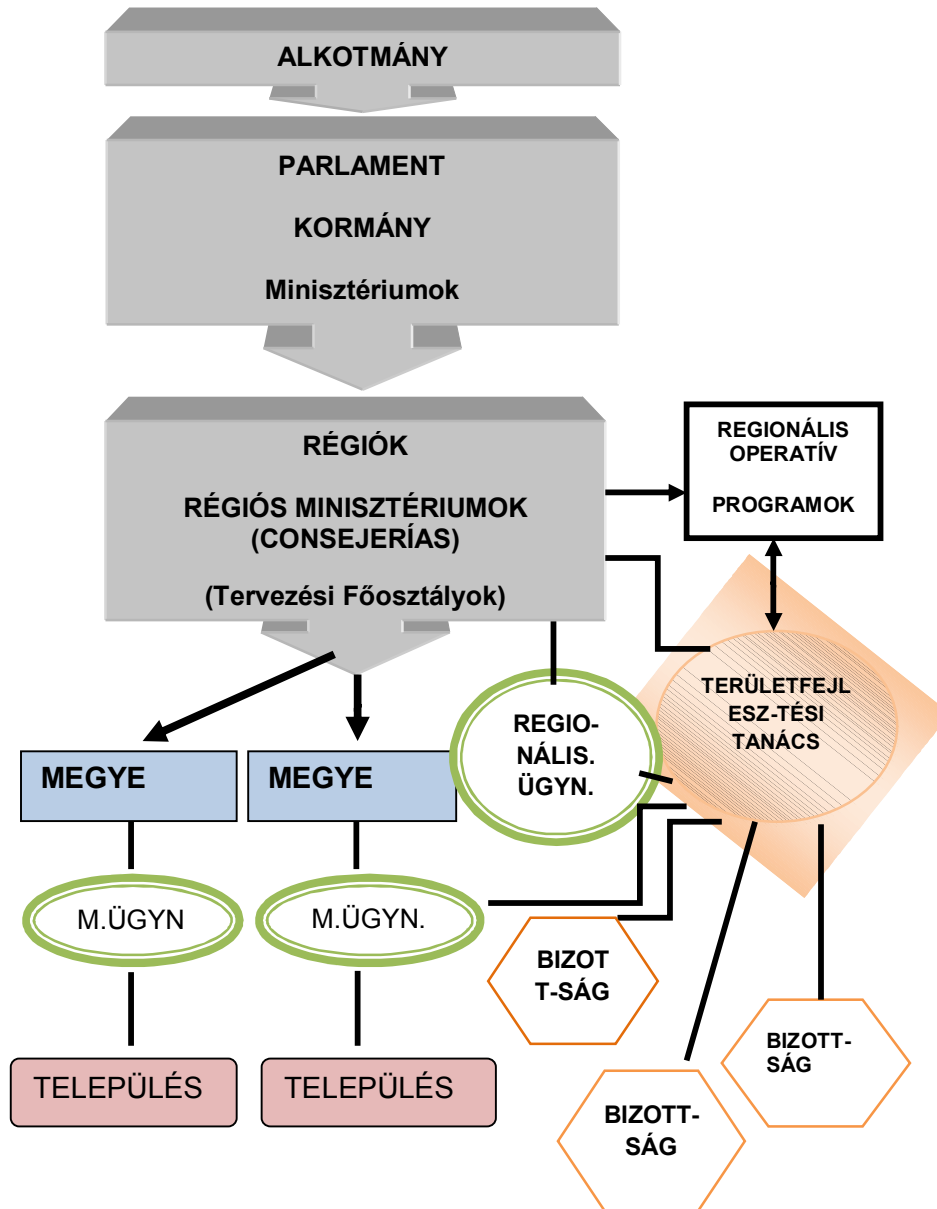 ALKOTMÁNY
PARLAMENT
KORMÁNY
Minisztériumok
RÉGIÓK
RÉGIÓS MINISZTÉRIUMOK
(CONSEJERÍAS)
(Tervezési Főosztályok)
REGIONÁLIS
OPERATÍV
PROGRAMOK
TERÜLETFEJL
ESZ-TÉSI
TANÁCS
REGIO-
NÁLIS.
ÜGYN.
MEGYE
MEGYE
M.ÜGYN
M.ÜGYN.
BIZOT
T-SÁG
BIZOTT-
SÁG
BIZOTT-
SÁG
TELEPÜLÉS
TELEPÜLÉS